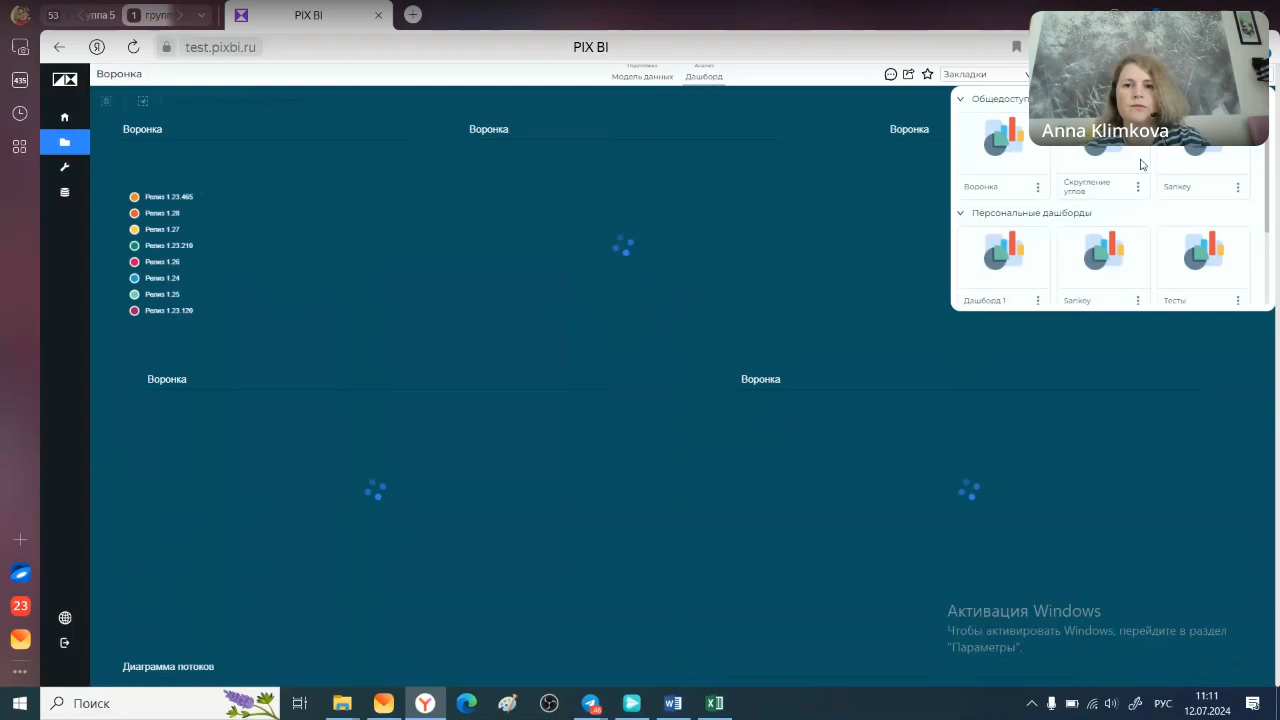 53
уппа 5
1
групп
PIX BI
test.pixbi.ru
PIX BI
435
Воронка
Подготовка
Модель данных
Анализ
Дашборд
Закладки
Общедоступ
Anna Klimkova
Воронка
Скругление
углов
Sankey
Персональные дашборды
Дашборд 1
Sankey
Тесты
Воронка
Воронка
Воронка
Релиз 1.23.465
Релиз 1.28
Релиз 1.27
Релиз 1.23.210
Релиз 1.26
Релиз 1.24
Релиз 1.25
Релиз 1.23.120
Воронка
Воронка
Диаграмма потоков
Активация Windows
Чтобы активировать Windows, перейдите в раздел
"Параметры".
23
Поиск
РУС
11:11
12.07.2024